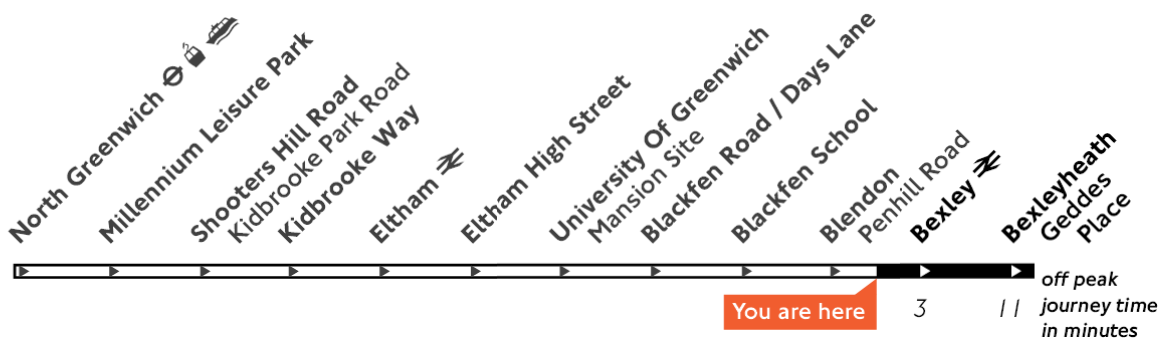 North Greenwich
Millennium Leisure Park
Shooters Hill Road
Kidbrooke Park Road
Kidbrooke Way
Eltham
Eltham High Street
University Of Greenwich
Mansion Site
Blackfen Road / Days Lane
Blackfen School
Blendon
Penhill Road
Bexley
Bexleyheath
Geddes
Place
You are here
3
11
off peak
journey time
in minutes